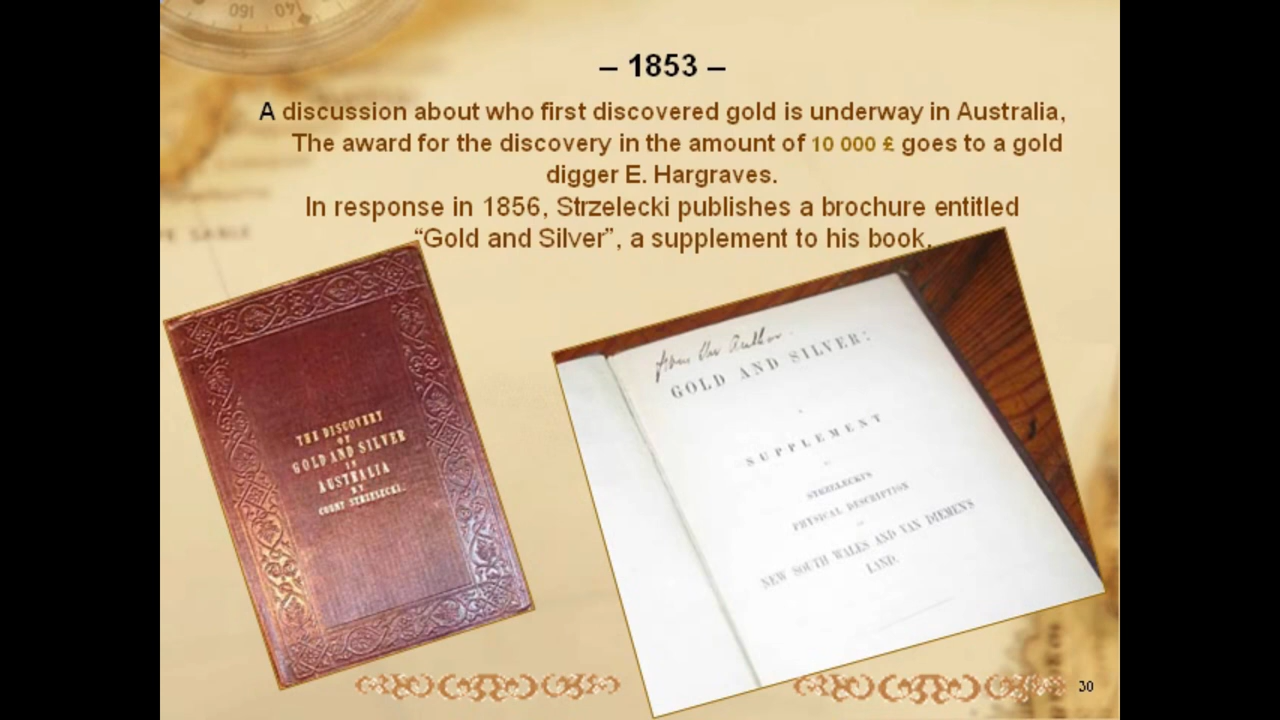 – 1853 –
A discussion about who first discovered gold is underway in Australia,
The award for the discovery in the amount of 10 000 £ goes to a gold
digger E. Hargraves.
In response in 1856, Strzelecki publishes a brochure entitled
“Gold and Silver”, a supplement to his book.
THE DISCOVERY
OF
GOLD AND SILVER
IN
AUSTRALIA
BY
COUNT STRZELECKI.
from the Author
GOLD AND SILVER:
A
SUPPLEMENT
TO
STRZELECKI'S
PHYSICAL DESCRIPTION
OF
NEW SOUTH WALES AND VAN DIEMEN'S
LAND.
30